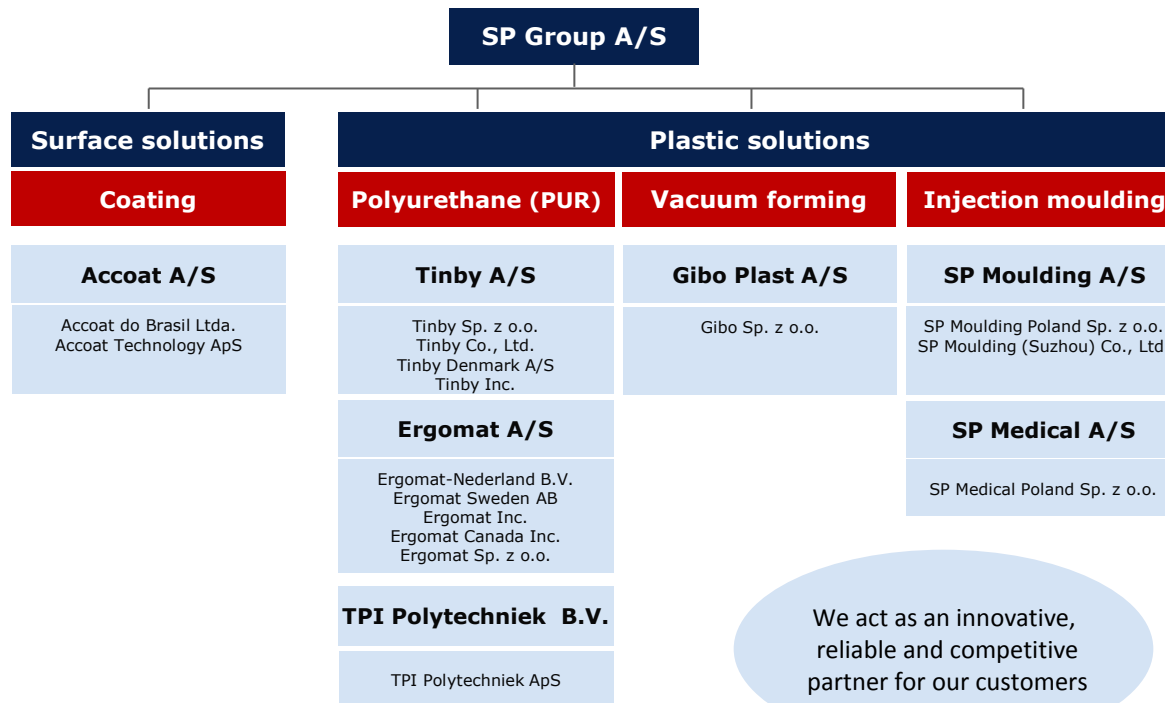 SP Group A/S
Surface solutions
Coating
Accoat A/S
Accoat do Brasil Ltda.
Accoat Technology ApS
Plastic solutions
Polyurethane (PUR)
Tinby A/S
Tinby Sp. z o.o.
Tinby Co., Ltd.
Tinby Denmark A/S
Tinby Inc.
Ergomat A/S
Ergomat-Nederland B.V.
Ergomat Sweden AB
Ergomat Inc.
Ergomat Canada Inc.
Ergomat Sp. z o.o.
TPI Polytechniek B.V.
TPI Polytechniek ApS
Vacuum forming
Gibo Plast A/S
Gibo Sp. z o.o.
Injection moulding
SP Moulding A/S
SP Moulding Poland Sp. z o.o.
SP Moulding (Suzhou) Co., Ltd
SP Medical A/S
SP Medical Poland Sp. z o.o.
We act as an innovative,
reliable and competitive
partner for our customers